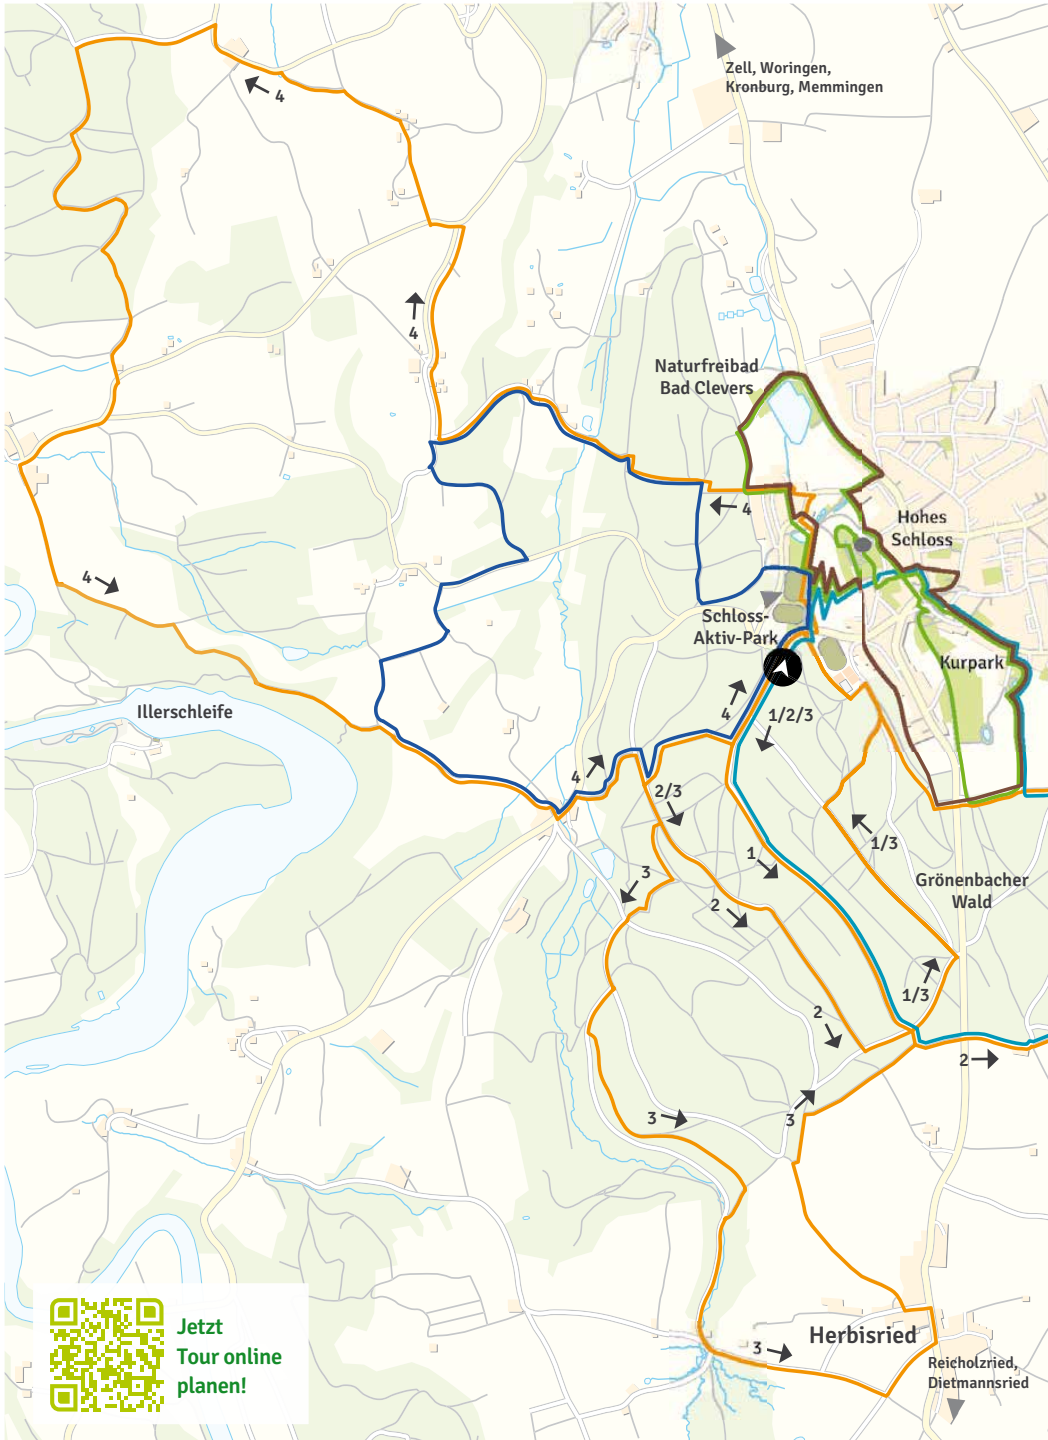 Zell, Woringen,
Kronburg, Memmingen
4
4
Naturfreibad
Bad Clevers
4
Hohes
Schloss
4
Schloss-
Aktiv-Park
Kurpark
Illerschleife
4
1/2/3
4
2/3
1/3
1
3
Grönenbacher
Wald
2
1/3
2
2
3
3
Herbisried
3
Reicholzried,
Dietmannsried
Jetzt
Tour online
planen!